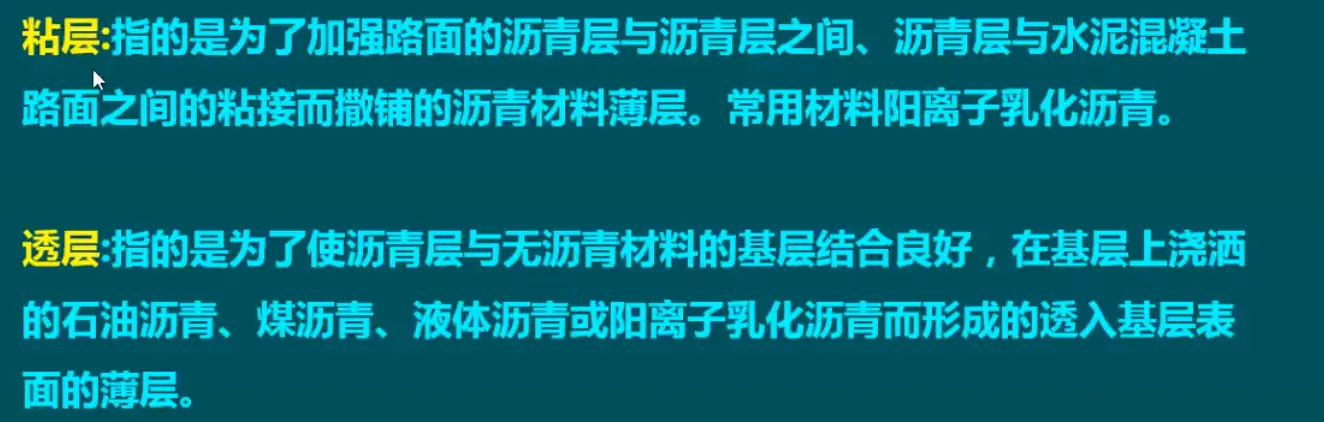 粘层:指的是为了加强路面的沥青层与沥青层之间、沥青层与水泥混凝土
路面之间的粘接而撒铺的沥青材料薄层。常用材料阳离子乳化沥青。
透层:指的是为了使沥青层与无沥青材料的基层结合良好，在基层上浇洒
的石油沥青、煤沥青、液体沥青或阳离子乳化沥青而形成的透入基层表
面的薄层。